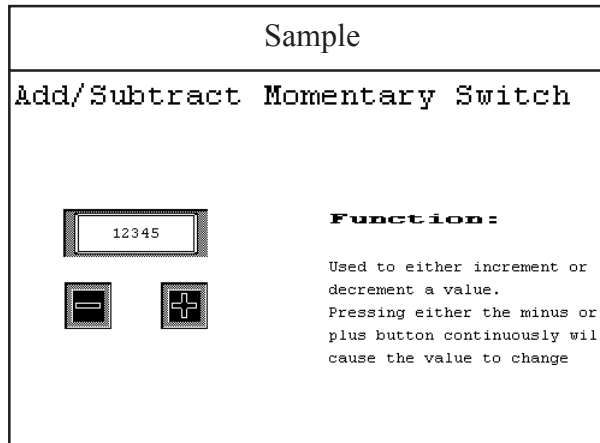 Sample
Add/Subtract Momentary Switch
12345
Function:
Used to either increment or
decrement a value.
Pressing either the minus or
plus button continuously wil
cause the value to change